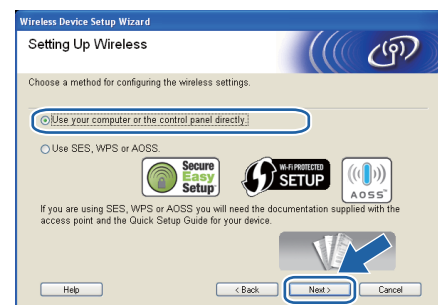 Wireless Device Setup Wizard
Setting Up Wireless
Choose a method for configuring the wireless settings.
Use your computer or the control panel directly.
Use SES, WPS or AOSS.
Secure
Easy
Setup
WI-FI PROTECTED
SETUP
AOSS™
If you are using SES, WPS or AOSS you will need the documentation supplied with the
access point and the Quick Setup Guide for your device.
Help
< Back
Next >
Cancel